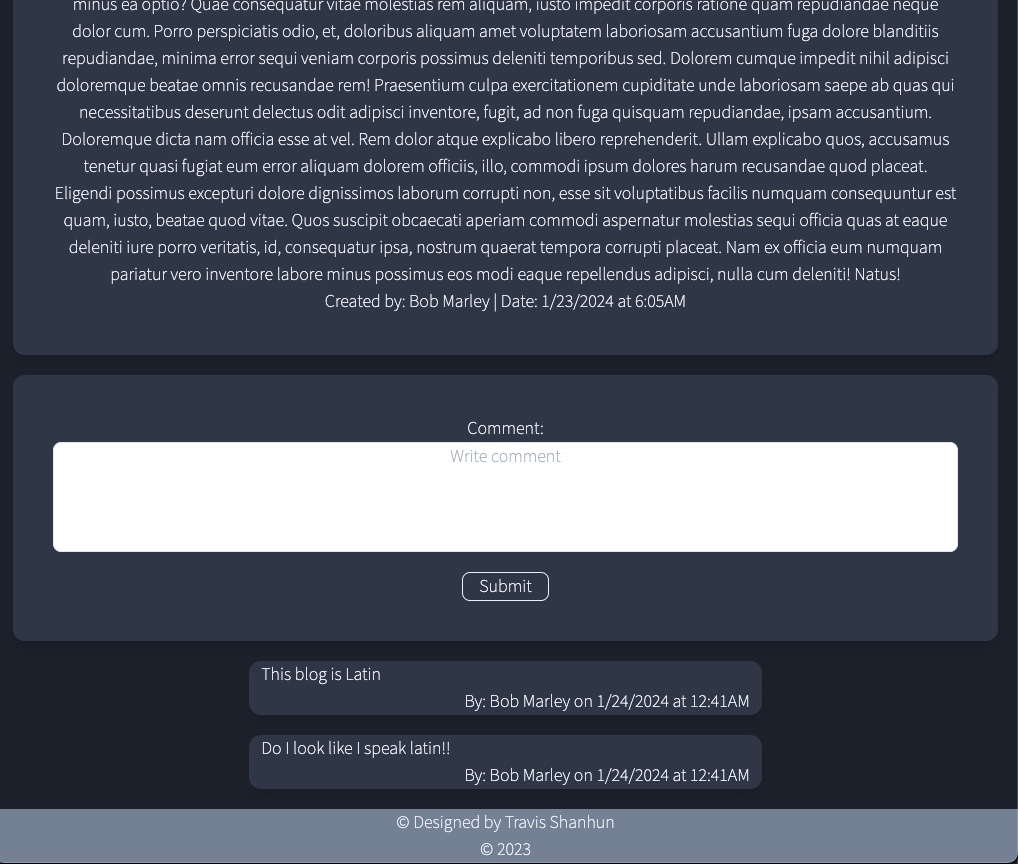 minus ea optio? Quae consequatur vitae molestias rem aliquam, iusto impedit corporis ratione quam repudiandae neque
dolor cum. Porro perspiciatis odio, et, doloribus aliquam amet voluptatem laboriosam accusantium fuga dolore blanditiis
repudiandae, minima error sequi veniam corporis possimus deleniti temporibus sed. Dolorem cumque impedit nihil adipisci
doloremque beatae omnis recusandae rem! Praesentium culpa exercitationem cupiditate unde laboriosam saepe ab quas qui
necessitatibus deserunt delectus odit adipisci inventore, fugit, ad non fuga quisquam repudiandae, ipsam accusantium.
Doloremque dicta nam officia esse at vel. Rem dolor atque explicabo libero reprehenderit. Ullam explicabo quos, accusamus
tenetur quasi fugiat eum error aliquam dolorem officiis, illo, commodi ipsum dolores harum recusandae quod placeat.
Eligendi possimus excepturi dolore dignissimos laborum corrupti non, esse sit voluptatibus facilis numquam consequuntur est
quam, iusto, beatae quod vitae. Quos suscipit obcaecati aperiam commodi aspernatur molestias sequi officia quas at eaque
deleniti iure porro veritatis, id, consequatur ipsa, nostrum quaerat tempora corrupti placeat. Nam ex officia eum numquam
pariatur vero inventore labore minus possimus eos modi eaque repellendus adipisci, nulla cum deleniti! Natus!
Created by: Bob Marley | Date: 1/23/2024 at 6:05AM
Comment:
Write comment
Submit
This blog is Latin
By: Bob Marley on 1/24/2024 at 12:41AM
Do I look like I speak latin!!
By: Bob Marley on 1/24/2024 at 12:41AM
© Designed by Travis Shanhun
© 2023